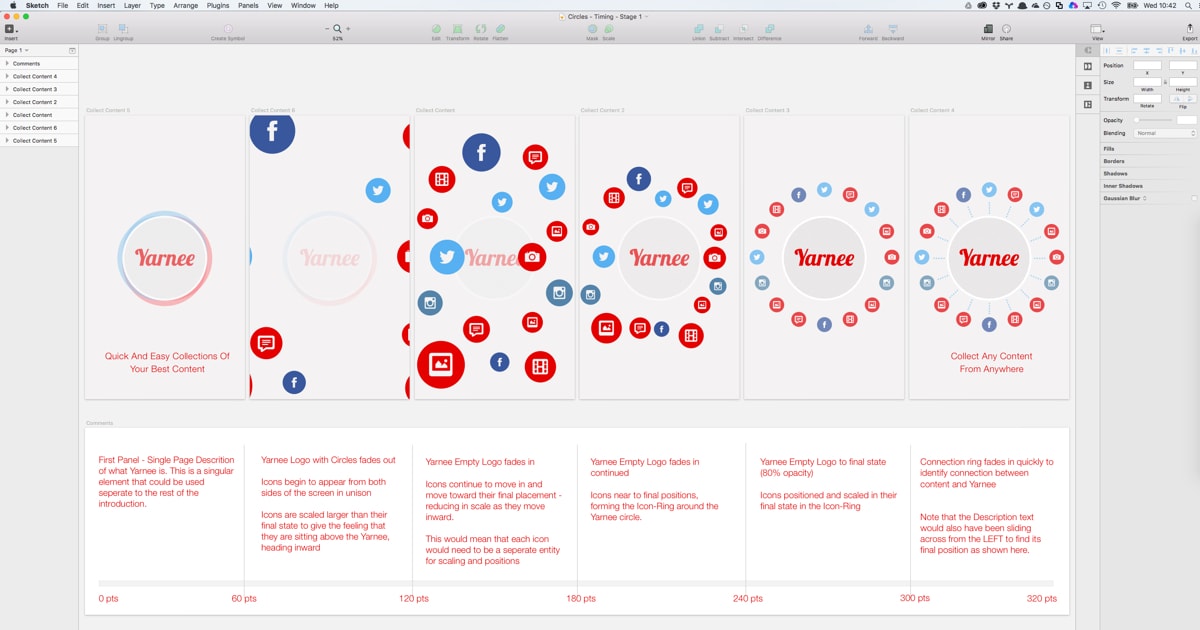 Sketch File Edit Insert Layer Type Arrange Plugins Panels View Window Help
Wed 10:42
Circles - Timing - Stage 1
Insert
Group Ungroup
Create Symbol
52%
Edit Transform Rotate Flatten
Mask Scale
Union Subtract Intersect Difference
Forward Backward
Mirror Share
View
Export
Page 1
Comments
Collect Content 4
Collect Content 3
Collect Content 2
Collect Content
Collect Content 6
Collect Content 5
Collect Content 5
Yarnee
Quick And Easy Collections Of
Your Best Content
Collect Content 6
Yarnee
Collect Content
Yarnee
Collect Content 2
Yarnee
Collect Content 3
Yarnee
Collect Content 4
Yarnee
Collect Any Content
From Anywhere
Position
X Y
Size
Width Height
Transform
Rotate Flip
Opacity
Blending Normal
Fills
Borders
Shadows
Inner Shadows
Gaussian Blur
Comments
First Panel - Single Page Descrition
of what Yarnee is. This is a singular
element that could be used
seperate to the rest of the
introduction.
Yarnee Logo with Circles fades out
Icons begin to appear from both
sides of the screen in unison
Icons are scaled larger than their
final state to give the feeling that
they are sitting above the Yarnee,
heading inward
Yarnee Empty Logo fades in
Icons continue to move in and
move toward their final placement -
reducing in scale as they move
inward.
This would mean that each icon
would need to be a seperate entity
for scaling and positions
Yarnee Empty Logo fades in
continued
Icons near to final positions,
forming the Icon-Ring around the
Yarnee circle.
Yarnee Empty Logo to final state
(80% opacity)
Icons positioned and scaled in their
final state in the Icon-Ring
Connection ring fades in quickly to
identify connection between
content and Yarnee
Note that the Description text
would also have been sliding
across from the LEFT to find its
final position as shown here.
0 pts
60 pts
120 pts
180 pts
240 pts
300 pts
320 pts